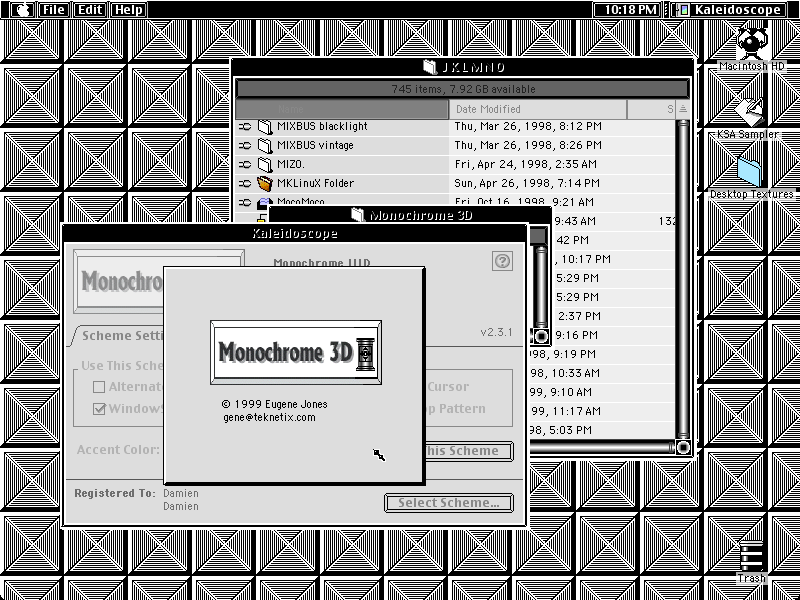 File Edit Help
10:18 PM
Kaleidoscope
Macintosh HD
KSA Sampler
Desktop Textures
Trash
JKLMNO
745 items, 7.92 GB available
Name Date Modified S
MIXBUS blacklight Thu, Mar 26, 1998, 8:12 PM
MIXBUS vintage Thu, Mar 26, 1998, 8:26 PM
MIZO. Fri, Apr 24, 1998, 2:35 AM
MKLinuX Folder Sun, Apr 26, 1998, 7:14 PM
MocoMoco Fri, Oct 16, 1998, 9:21 AM
9:43 AM 132
42 PM
, 10:17 PM
5:29 PM
5:29 PM
2:37 PM
9:16 PM
98, 9:19 PM
98, 10:33 AM
99, 9:10 AM
99, 11:17 AM
98, 5:03 PM
Monochrome 3D
Kaleidoscope
Monochro
v2.3.1
Scheme Setti
Use This Sche
Alternat
Windows
Cursor
p Pattern
Accent Color:
his Scheme
Registered To: Damien
Damien
Select Scheme...
Monochrome 3D
© 1999 Eugene Jones
gene@teknetix.com